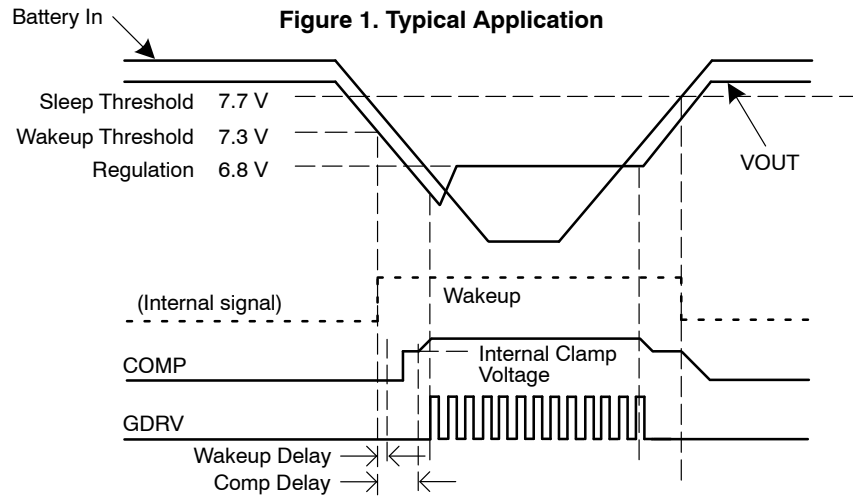 Figure 1. Typical Application
Battery In
Sleep Threshold 7.7 V
Wakeup Threshold 7.3 V
Regulation 6.8 V
VOUT
(Internal signal)
Wakeup
COMP
Internal Clamp
Voltage
GDRV
Wakeup Delay
Comp Delay